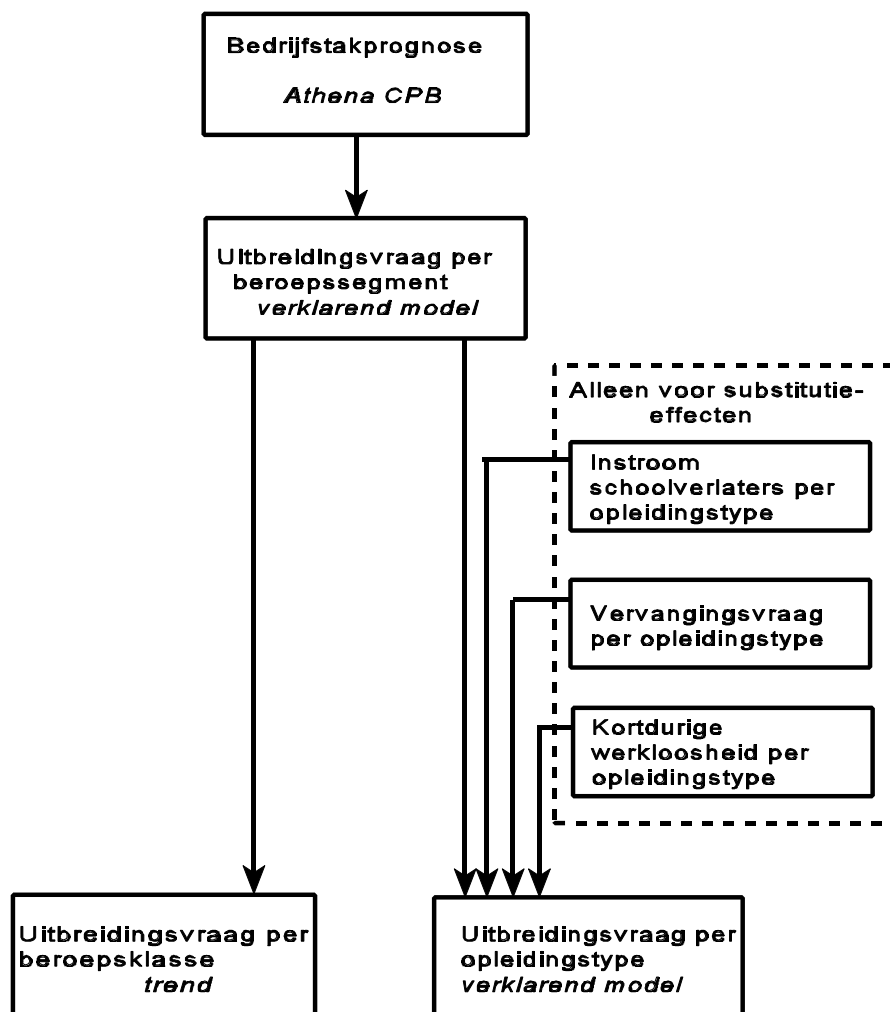 Bedrijfstakprognose
Athena CPB
Uitbreidingsvraag per
beroepssegment
verklarend model
Alleen voor substitutie-
effecten
Instroom
schoolverlaters per
opleidingstype
Vervangingsvraag
per opleidingstype
Kortdurige
werkloosheid per
opleidingstype
Uitbreidingsvraag per
beroepsklasse
trend
Uitbreidingsvraag per
opleidingstype
verklarend model